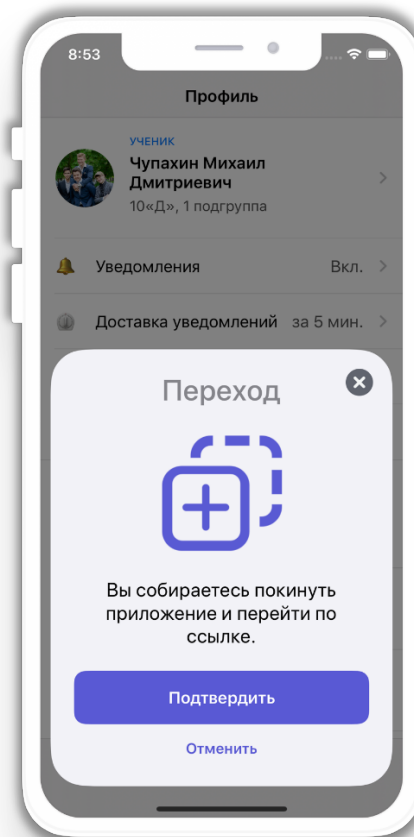 8:53
Профиль
УЧЕНИК
Чупахин Михаил
Дмитриевич
10«Д», 1 подгруппа
Уведомления Вкл.
Доставка уведомлений за 5 мин.
Переход
Вы собираетесь покинуть
приложение и перейти по
ссылке.
Подтвердить
Отменить